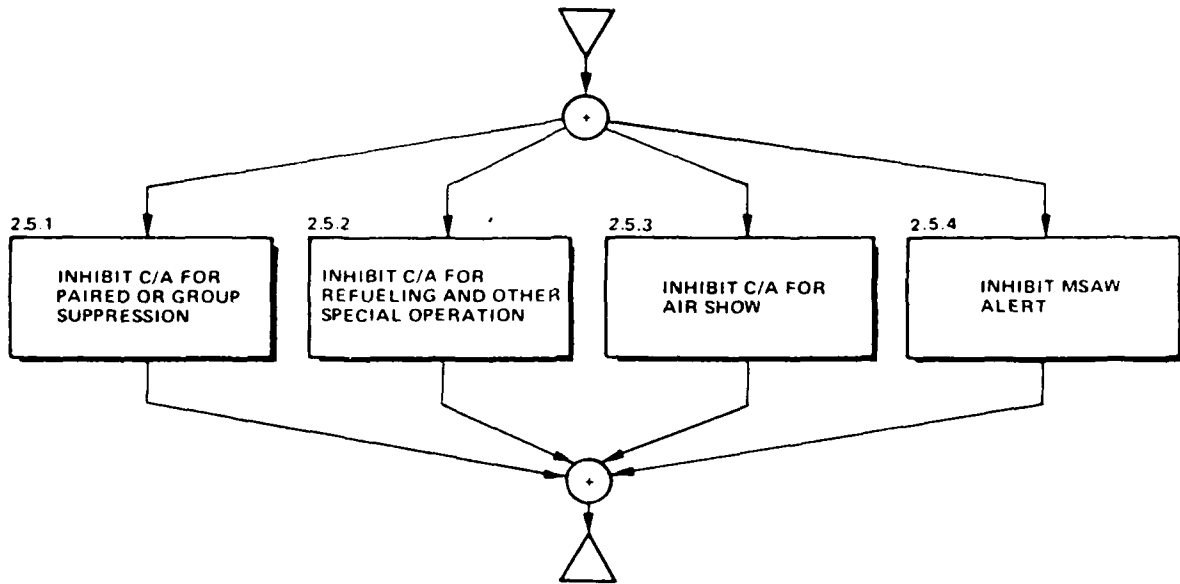 +
2.5.1
INHIBIT C/A FOR
PAIRED OR GROUP
SUPPRESSION
2.5.2
INHIBIT C/A FOR
REFUELING AND OTHER
SPECIAL OPERATION
2.5.3
INHIBIT C/A FOR
AIR SHOW
2.5.4
INHIBIT MSAW
ALERT
+